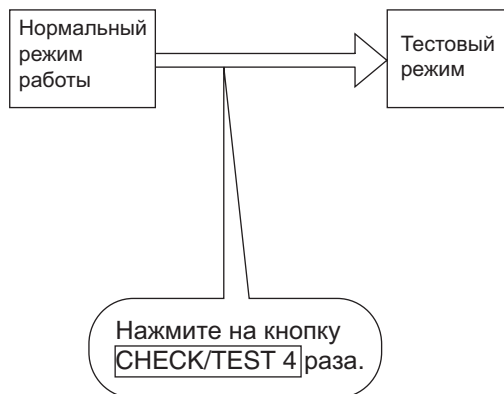 Нормальный
режим
работы
Тестовый
режим
Нажмите на кнопку
CHECK/TEST 4 раза.